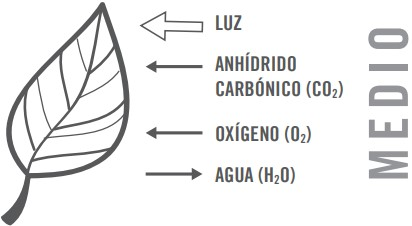 LUZ
ANHÍDRIDO
CARBÓNICO (CO₂)
OXÍGENO (O₂)
AGUA (H₂O)
MEDIO